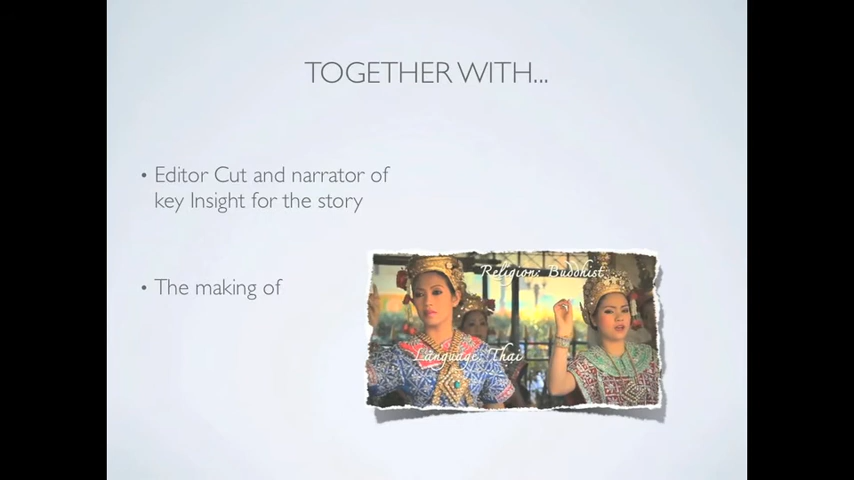 TOGETHER WITH...
• Editor Cut and narrator of
key Insight for the story
• The making of
Religion: Buddhist
Language: Thai